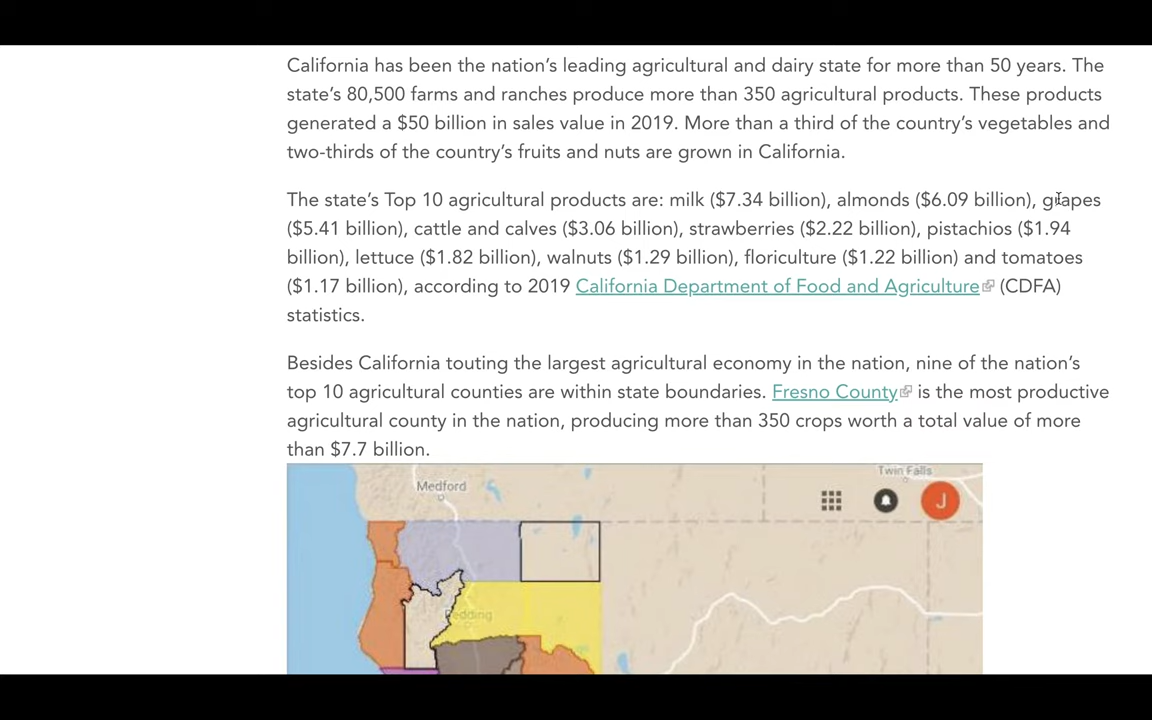 California has been the nation’s leading agricultural and dairy state for more than 50 years. The
state’s 80,500 farms and ranches produce more than 350 agricultural products. These products
generated a $50 billion in sales value in 2019. More than a third of the country’s vegetables and
two-thirds of the country’s fruits and nuts are grown in California.
The state’s Top 10 agricultural products are: milk ($7.34 billion), almonds ($6.09 billion), grapes
($5.41 billion), cattle and calves ($3.06 billion), strawberries ($2.22 billion), pistachios ($1.94
billion), lettuce ($1.82 billion), walnuts ($1.29 billion), floriculture ($1.22 billion) and tomatoes
($1.17 billion), according to 2019 California Department of Food and Agriculture (CDFA)
statistics.
Besides California touting the largest agricultural economy in the nation, nine of the nation’s
top 10 agricultural counties are within state boundaries. Fresno County is the most productive
agricultural county in the nation, producing more than 350 crops worth a total value of more
than $7.7 billion.
Twin Falls
Medford
J
Redding